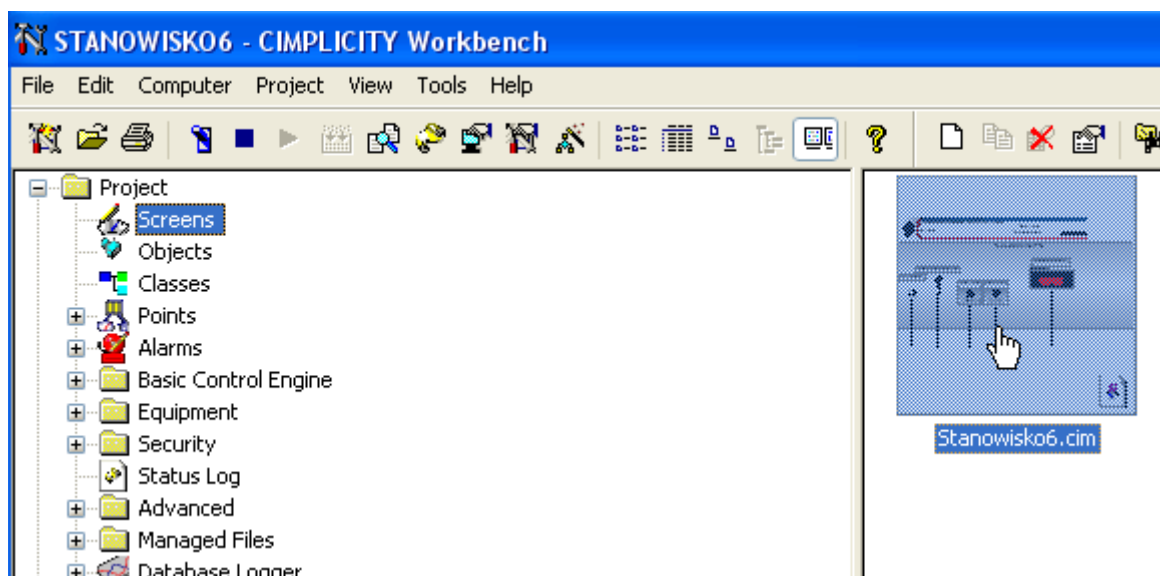 STANOWISKO6 - CIMPLICITY Workbench
File Edit Computer Project View Tools Help
Project
Screens
Objects
Classes
Points
Alarms
Basic Control Engine
Equipment
Security
Status Log
Advanced
Managed Files
Database Logger
Stanowisko6.cim